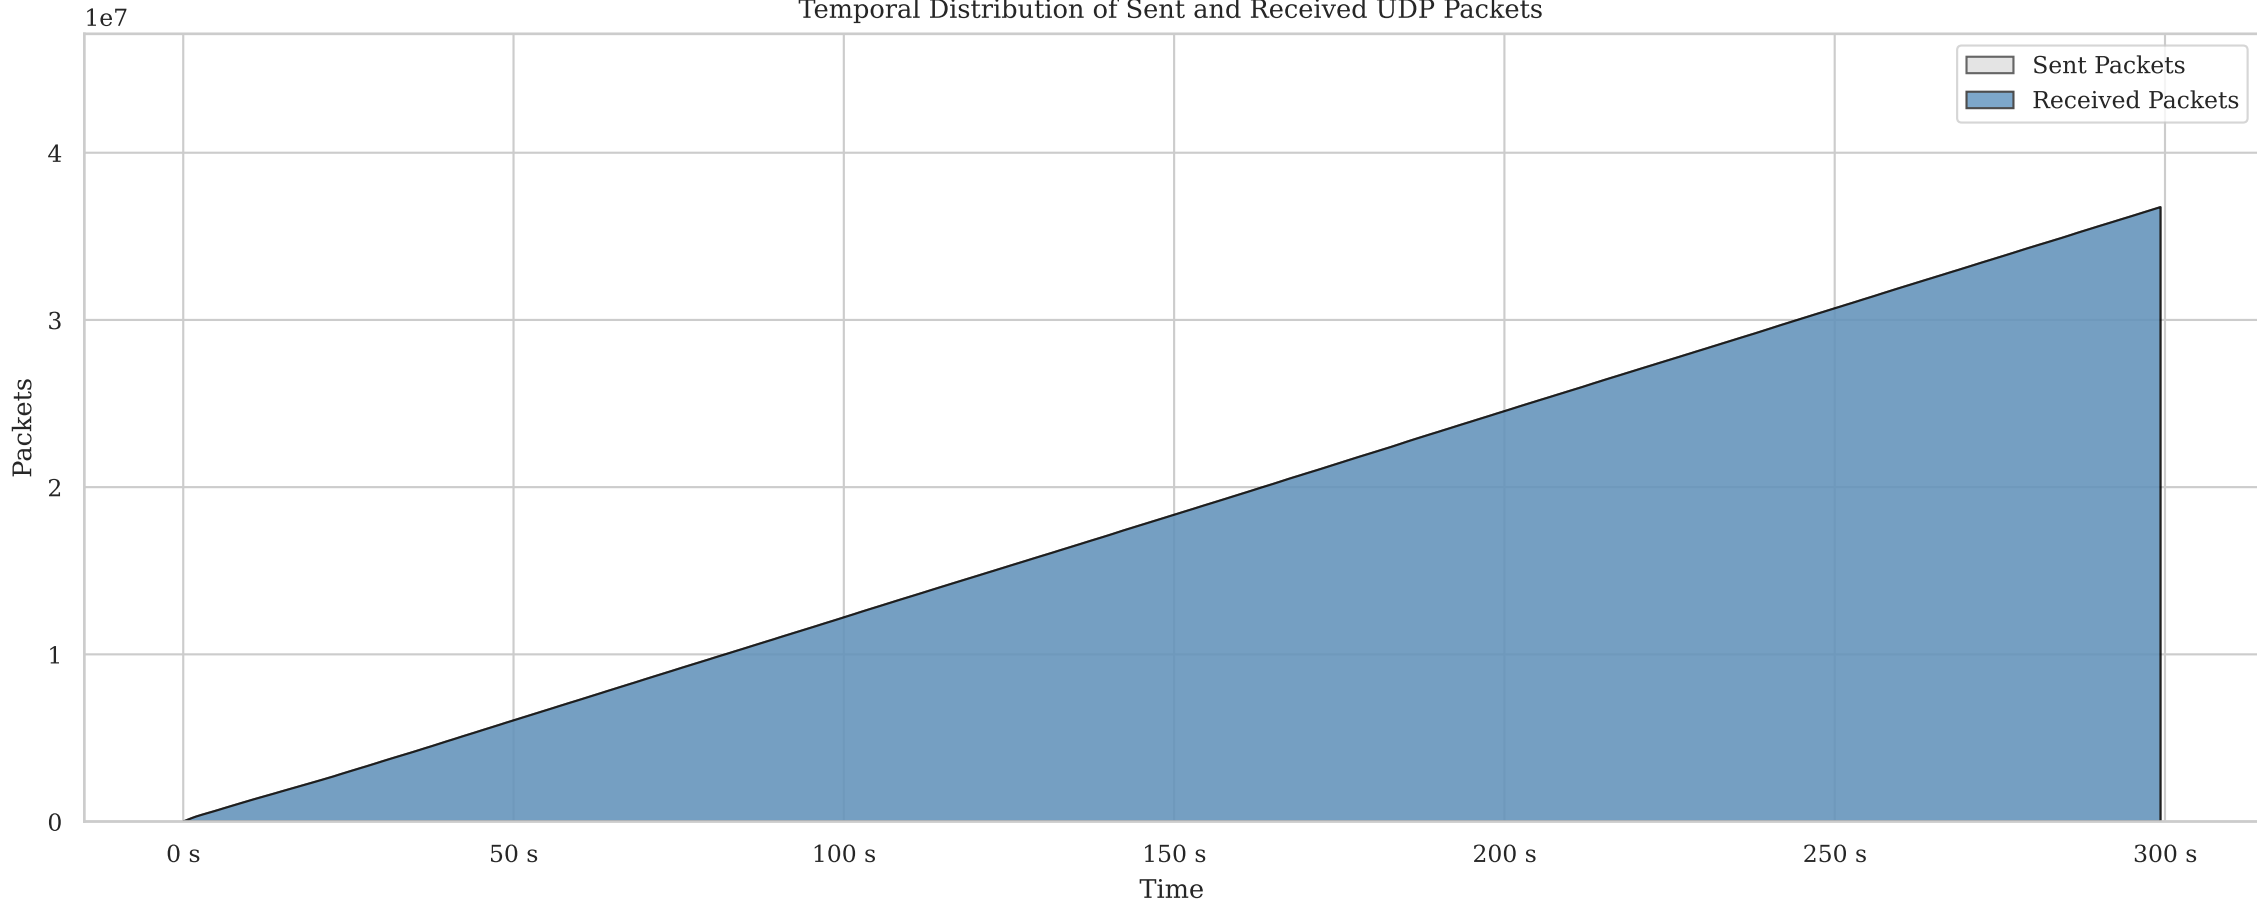 Temporal Distribution of Sent and Received UDP Packets
1e7
Sent Packets
Received Packets
4
3
2
1
0
Packets
0 s
50 s
100 s
150 s
200 s
250 s
300 s
Time